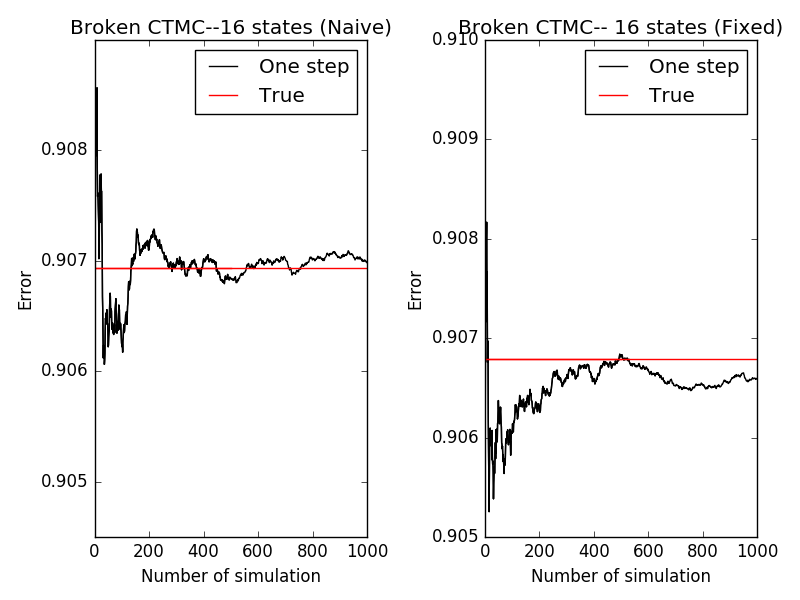 Broken CTMC--16 states (Naive)
One step
True
0.908
0.907
0.906
0.905
Error
0 200 400 600 800 1000
Number of simulation
Broken CTMC-- 16 states (Fixed)
One step
True
0.910
0.909
0.908
0.907
0.906
0.905
Error
0 200 400 600 800 1000
Number of simulation